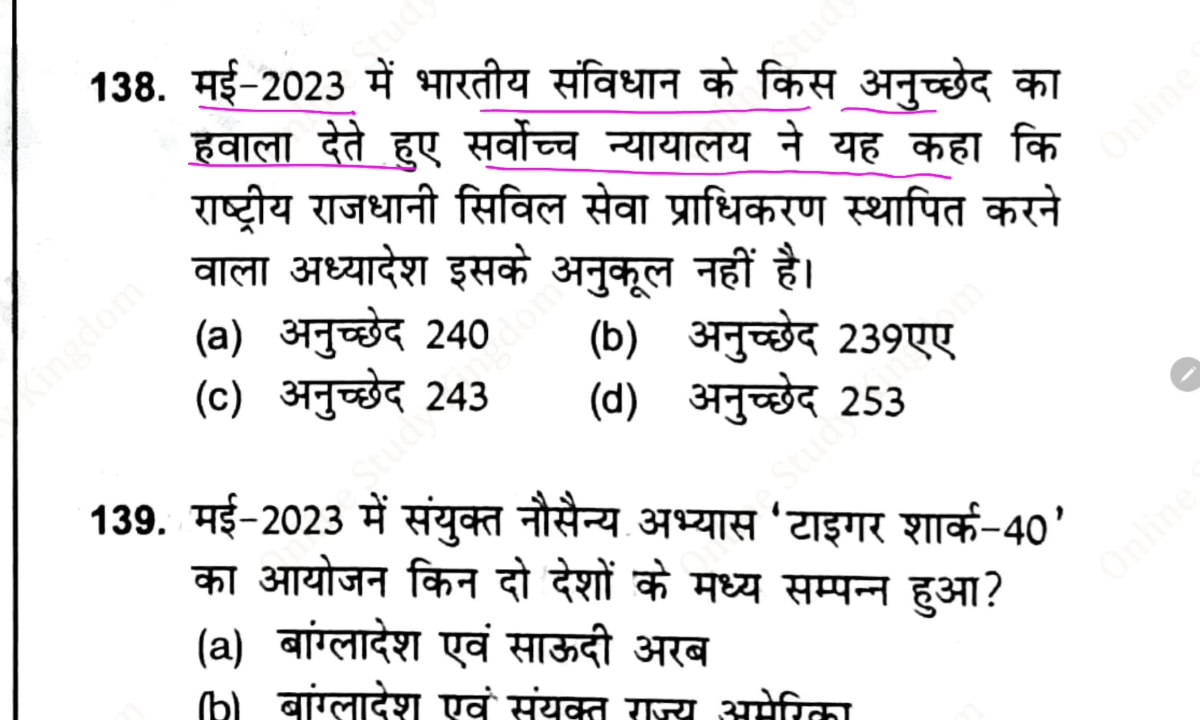 138. मई-2023 में भारतीय संविधान के किस अनुच्छेद का
हवाला देते हुए सर्वोच्च न्यायालय ने यह कहा कि
राष्ट्रीय राजधानी सिविल सेवा प्राधिकरण स्थापित करने
वाला अध्यादेश इसके अनुकूल नहीं है।
(a) अनुच्छेद 240 (b) अनुच्छेद 239एए
(c) अनुच्छेद 243 (d) अनुच्छेद 253
139. मई-2023 में संयुक्त नौसैन्य अभ्यास ‘टाइगर शार्क-40’
का आयोजन किन दो देशों के मध्य सम्पन्न हुआ?
(a) बांग्लादेश एवं साऊदी अरब
(b) बांग्लादेश एवं संयुक्त राज्य अमेरिका